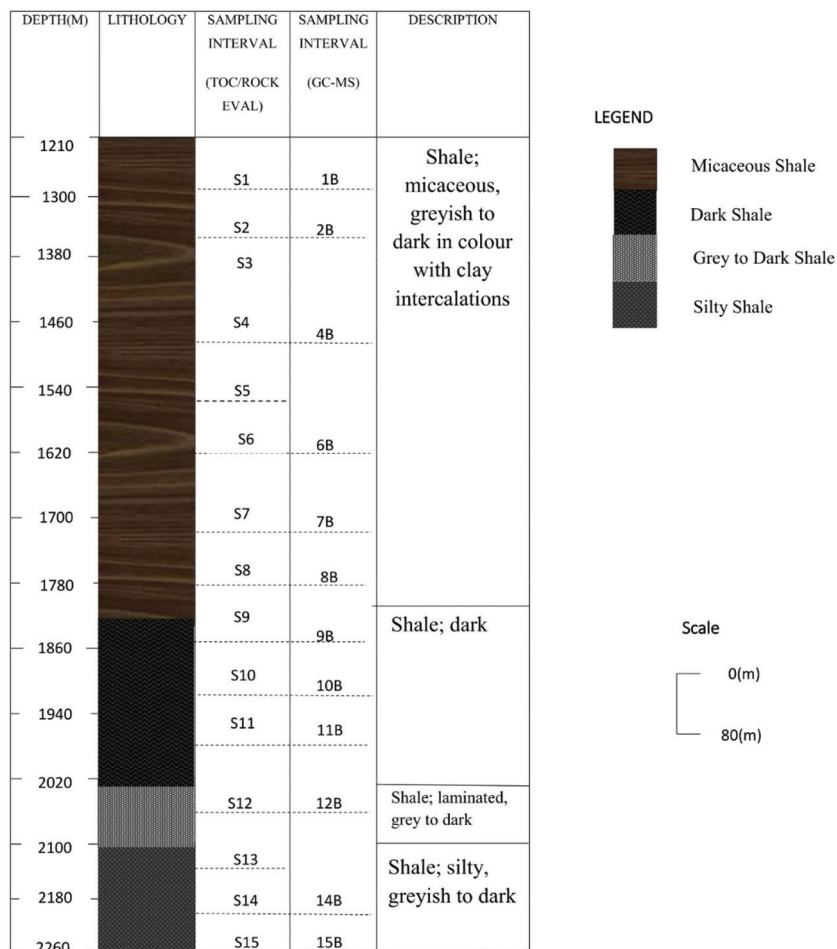 DEPTH(M)
LITHOLOGY
SAMPLING
INTERVAL
(TOC/ROCK
EVAL)
SAMPLING
INTERVAL
(GC-MS)
DESCRIPTION
1210
1300
1380
1460
1540
1620
1700
1780
1860
1940
2020
2100
2180
2260
S1
S2
S3
S4
S5
S6
S7
S8
S9
S10
S11
S12
S13
S14
S15
1B
2B
4B
6B
7B
8B
9B
10B
11B
12B
14B
15B
Shale;
micaceous,
greyish to
dark in colour
with clay
intercalations
Shale; dark
Shale; laminated,
grey to dark
Shale; silty,
greyish to dark
LEGEND
Micaceous Shale
Dark Shale
Grey to Dark Shale
Silty Shale
Scale
0(m)
80(m)